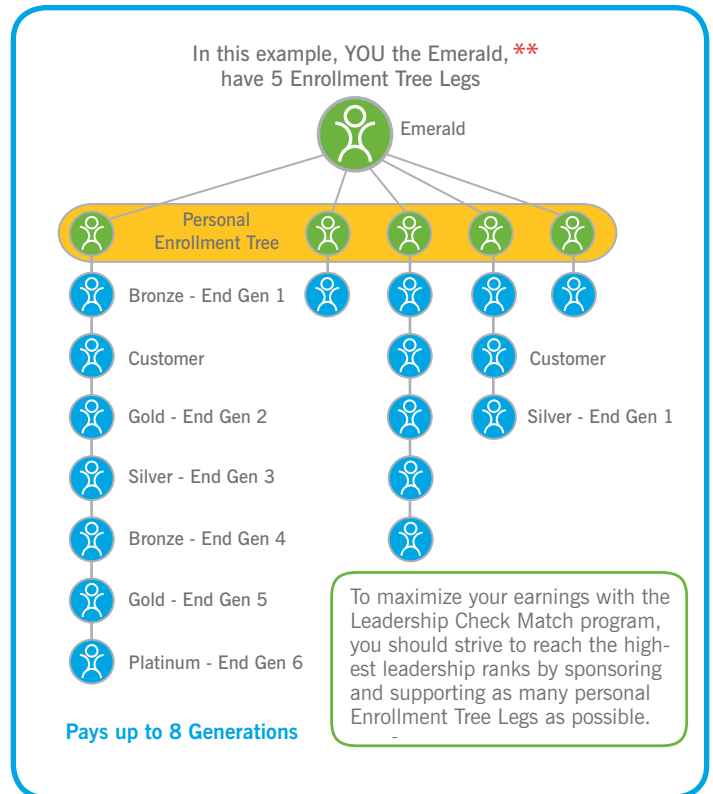 In this example, YOU the Emerald, **
have 5 Enrollment Tree Legs
Emerald
Personal
Enrollment Tree
Bronze - End Gen 1
Customer
Customer
Gold - End Gen 2
Silver - End Gen 1
Silver - End Gen 3
Bronze - End Gen 4
Gold - End Gen 5
Platinum - End Gen 6
To maximize your earnings with the
Leadership Check Match program,
you should strive to reach the high-
est leadership ranks by sponsoring
and supporting as many personal
Enrollment Tree Legs as possible.
-
Pays up to 8 Generations